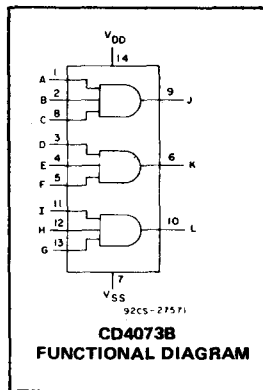 VDD
14
A 1
B 2
C 8
9 J
D 3
E 4
F 5
6 K
I 11
H 12
G 13
10 L
7
VSS
92CS-27571
CD4073B
FUNCTIONAL DIAGRAM